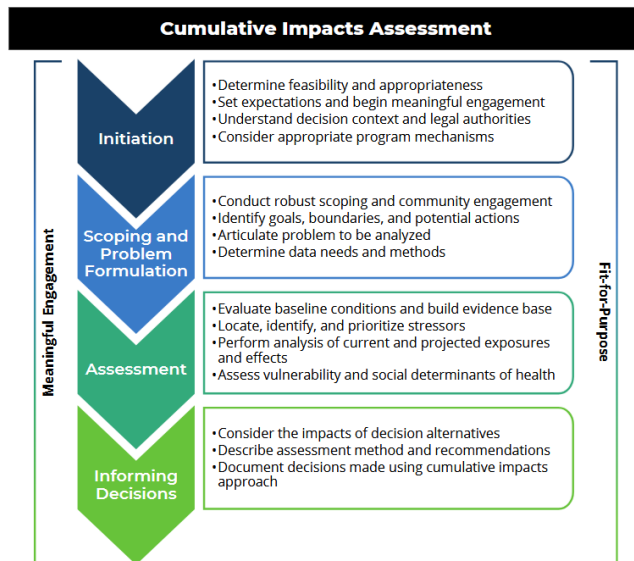 Cumulative Impacts Assessment
Meaningful Engagement
Initiation
•Determine feasibility and appropriateness
•Set expectations and begin meaningful engagement
•Understand decision context and legal authorities
•Consider appropriate program mechanisms
Scoping and
Problem
Formulation
•Conduct robust scoping and community engagement
•Identify goals, boundaries, and potential actions
•Articulate problem to be analyzed
•Determine data needs and methods
Assessment
•Evaluate baseline conditions and build evidence base
•Locate, identify, and prioritize stressors
•Perform analysis of current and projected exposures
and effects
•Assess vulnerability and social determinants of health
Informing
Decisions
•Consider the impacts of decision alternatives
•Describe assessment method and recommendations
•Document decisions made using cumulative impacts
approach
Fit-for-Purpose